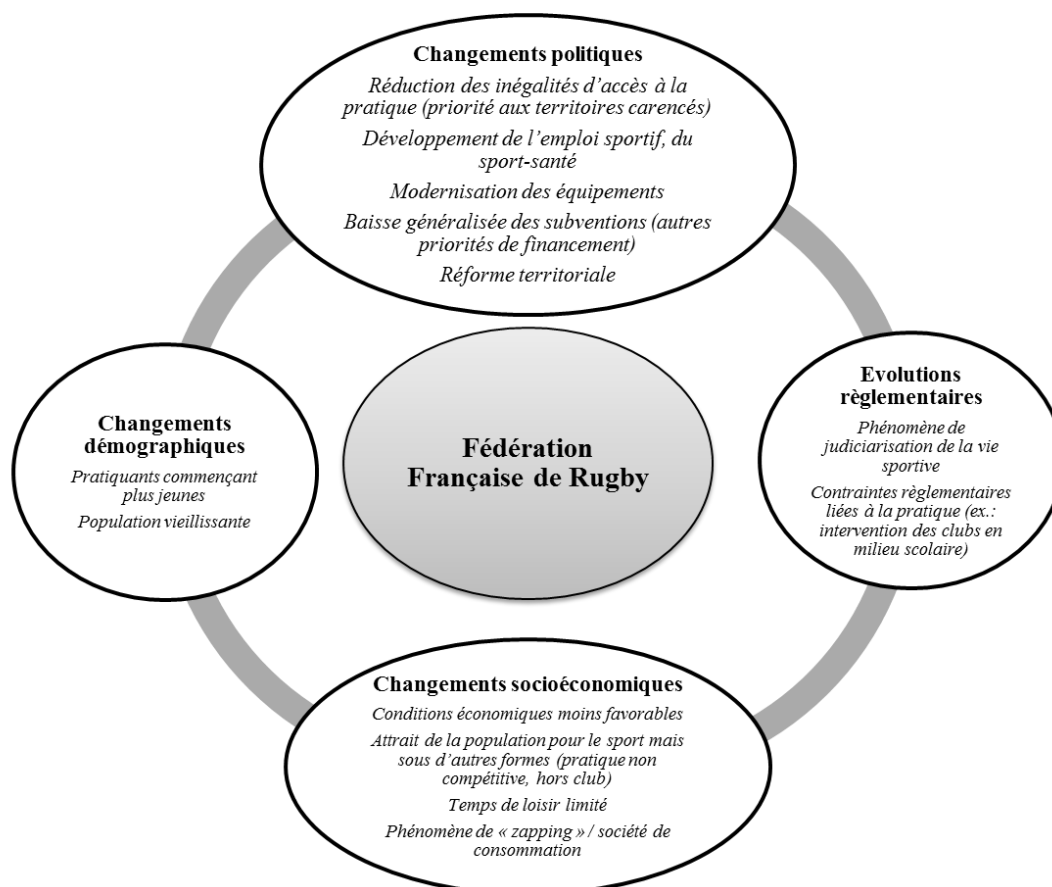 Changements politiques
Réduction des inégalités d’accès à la
pratique (priorité aux territoires carencés)
Développement de l’emploi sportif, du
sport-santé
Modernisation des équipements
Baisse généralisée des subventions (autres
priorités de financement)
Réforme territoriale
Changements
démographiques
Pratiquants commençant
plus jeunes
Population vieillissante
Fédération
Française de Rugby
Evolutions
règlementaires
Phénomène de
judiciarisation de la vie
sportive
Contraintes règlementaires
liées à la pratique (ex.:
intervention des clubs en
milieu scolaire)
Changements socioéconomiques
Conditions économiques moins favorables
Attrait de la population pour le sport mais
sous d’autres formes (pratique non
compétitive, hors club)
Temps de loisir limité
Phénomène de « zapping » / société de
consommation